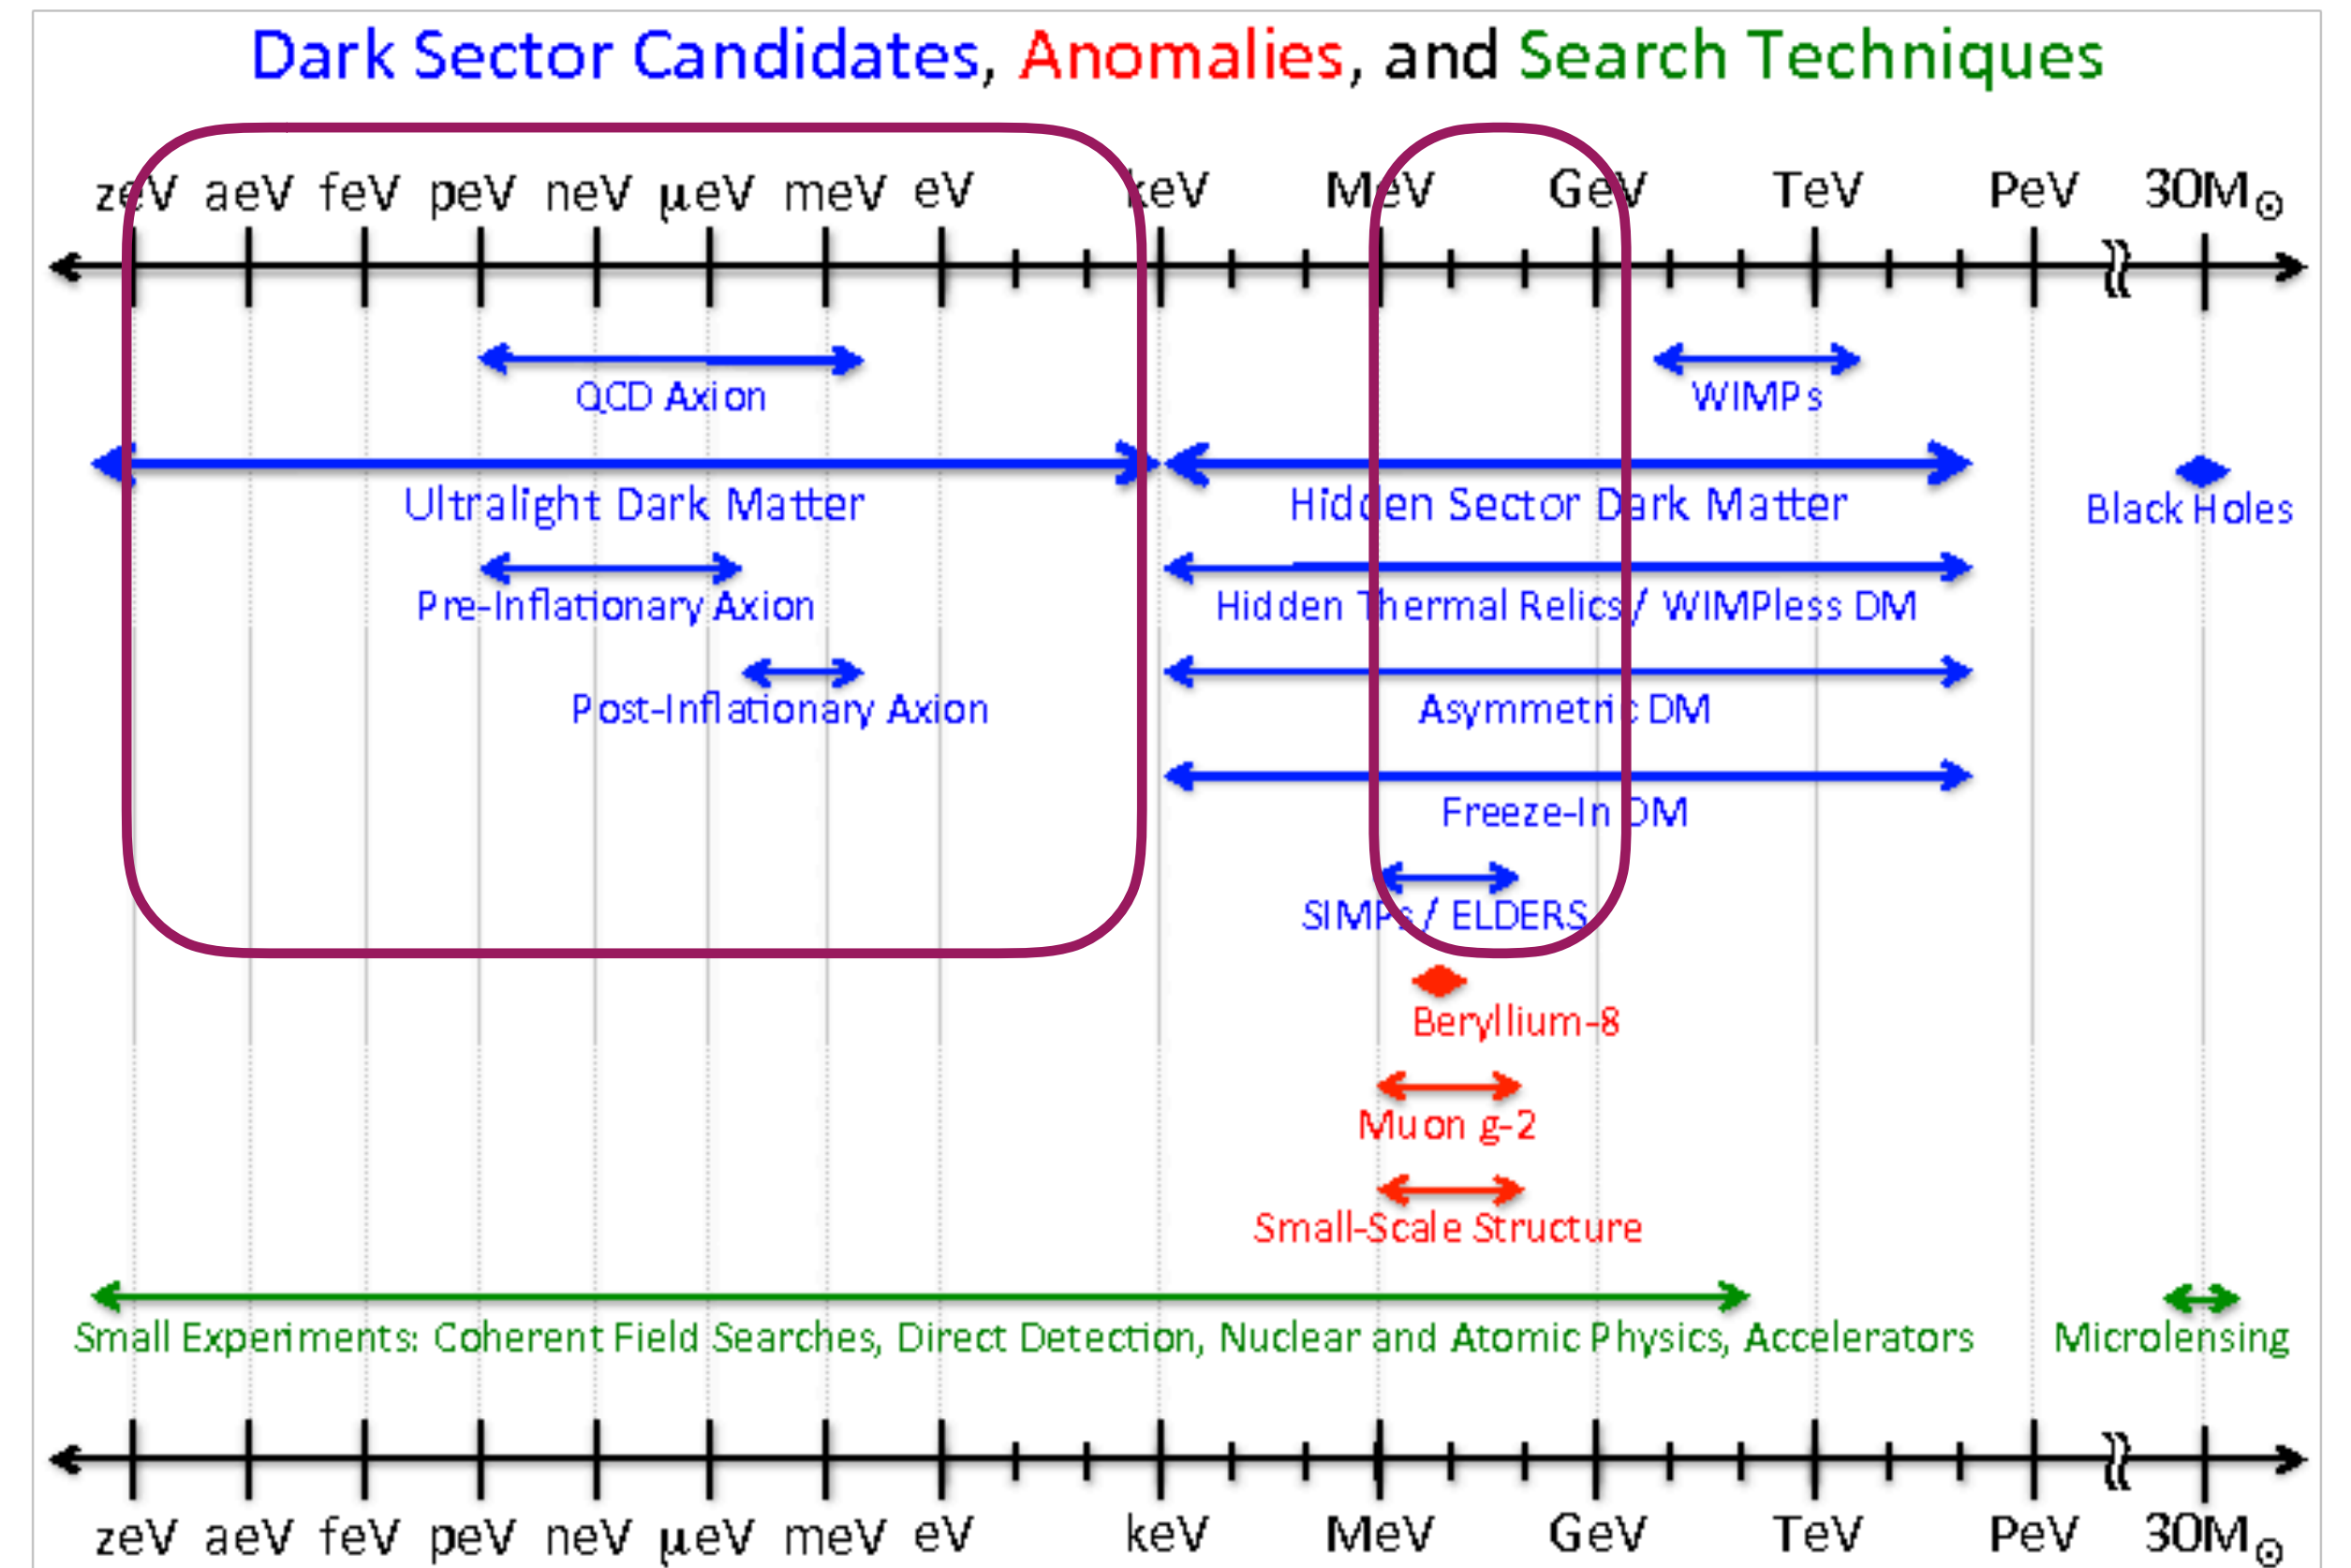 Dark Sector Candidates, Anomalies, and Search Techniques
zeV aeV feV peV neV μeV meV eV keV MeV GeV TeV PeV 30M⊙
QCD Axion WIMPs
Ultralight Dark Matter Hidden Sector Dark Matter Black Holes
Pre-Inflationary Axion Hidden Thermal Relics / WIMPless DM
Post-Inflationary Axion Asymmetric DM
Freeze-In DM
SIMPs / ELDERS
Beryllium-8
Muon g-2
Small-Scale Structure
Small Experiments: Coherent Field Searches, Direct Detection, Nuclear and Atomic Physics, Accelerators Microlensing
zeV aeV feV peV neV μeV meV eV keV MeV GeV TeV PeV 30M⊙